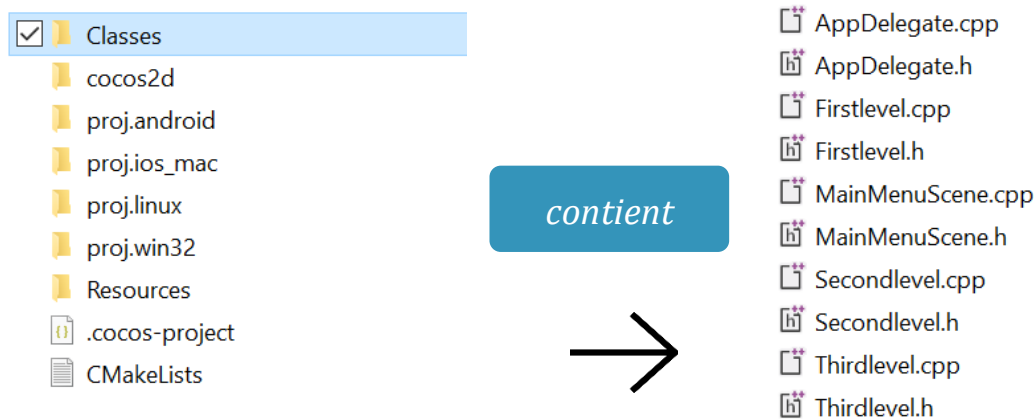 Classes
cocos2d
proj.android
proj.ios_mac
proj.linux
proj.win32
Resources
.cocos-project
CMakeLists
contient
AppDelegate.cpp
AppDelegate.h
Firstlevel.cpp
Firstlevel.h
MainMenuScene.cpp
MainMenuScene.h
Secondlevel.cpp
Secondlevel.h
Thirdlevel.cpp
Thirdlevel.h